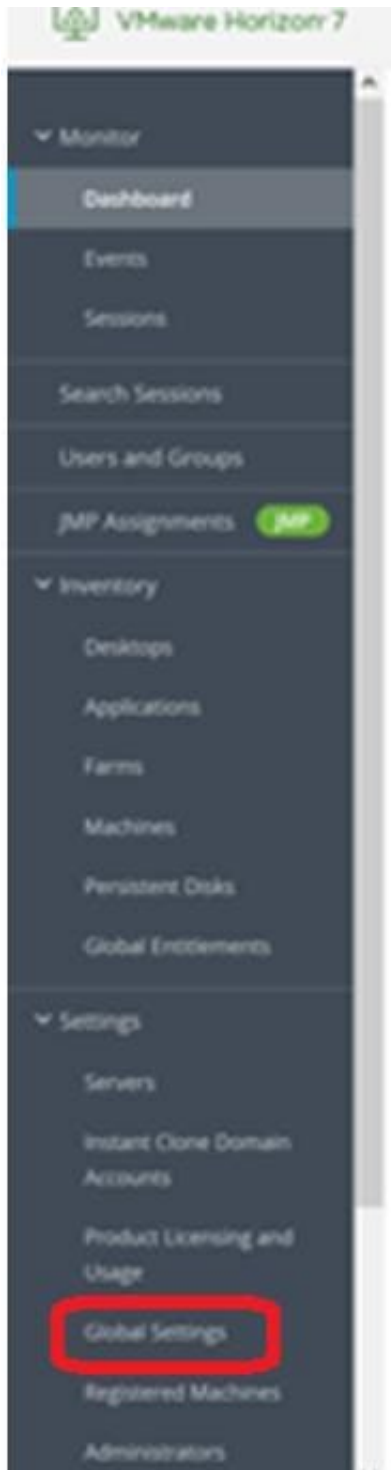 VMware Horizon 7
Monitor
Dashboard
Events
Sessions
Search Sessions
Users and Groups
JMP Assignments JMP
Inventory
Desktops
Applications
Farms
Machines
Persistent Disks
Global Entitlements
Settings
Servers
Instant Clone Domain
Accounts
Product Licensing and
Usage
Global Settings
Registered Machines
Administrators